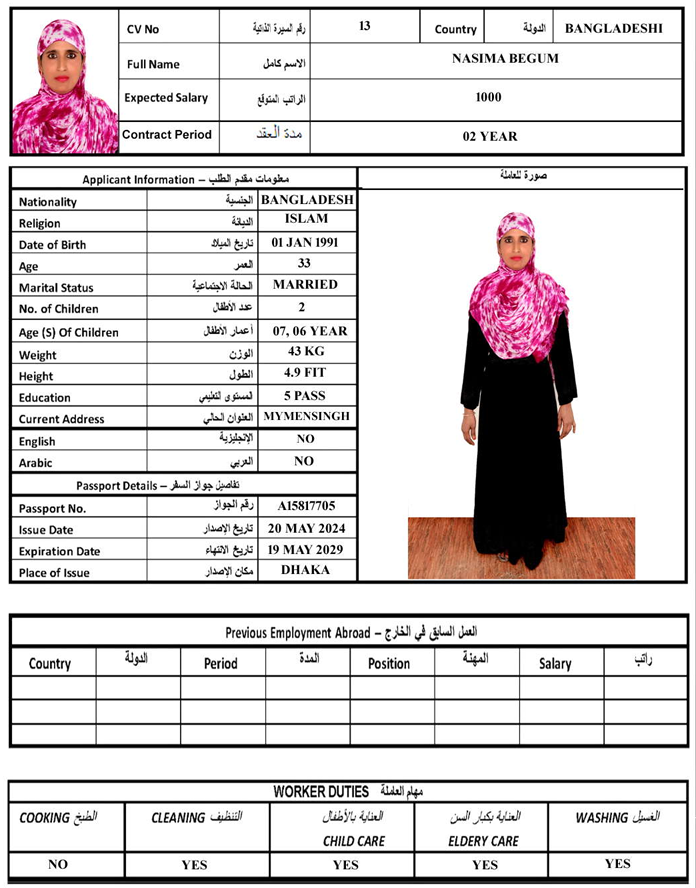 CV No رقم السيرة الذاتية 13 Country الدولة BANGLADESHI
Full Name الاسم كامل NASIMA BEGUM
Expected Salary الراتب المتوقع 1000
Contract Period مدة العقد 02 YEAR
Applicant Information – معلومات مقدم الطلب
صورة للعاملة
Nationality الجنسية BANGLADESH
Religion الديانة ISLAM
Date of Birth تاريخ الميلاد 01 JAN 1991
Age العمر 33
Marital Status الحالة الاجتماعية MARRIED
No. of Children عدد الأطفال 2
Age (S) Of Children أعمار الأطفال 07, 06 YEAR
Weight الوزن 43 KG
Height الطول 4.9 FIT
Education المستوى التعليمي 5 PASS
Current Address العنوان الحالي MYMENSINGH
English الإنجليزية NO
Arabic العربي NO
Passport Details – تفاصيل جواز السفر
Passport No. رقم الجواز A15817705
Issue Date تاريخ الإصدار 20 MAY 2024
Expiration Date تاريخ الانتهاء 19 MAY 2029
Place of Issue مكان الإصدار DHAKA
Previous Employment Abroad – العمل السابق في الخارج
Country الدولة Period المدة Position المهنة Salary راتب
WORKER DUTIES مهام العاملة
COOKING الطبخ CLEANING التنظيف العناية بالأطفال العناية بكبار السن WASHING الغسيل
CHILD CARE ELDERY CARE
NO YES YES YES YES